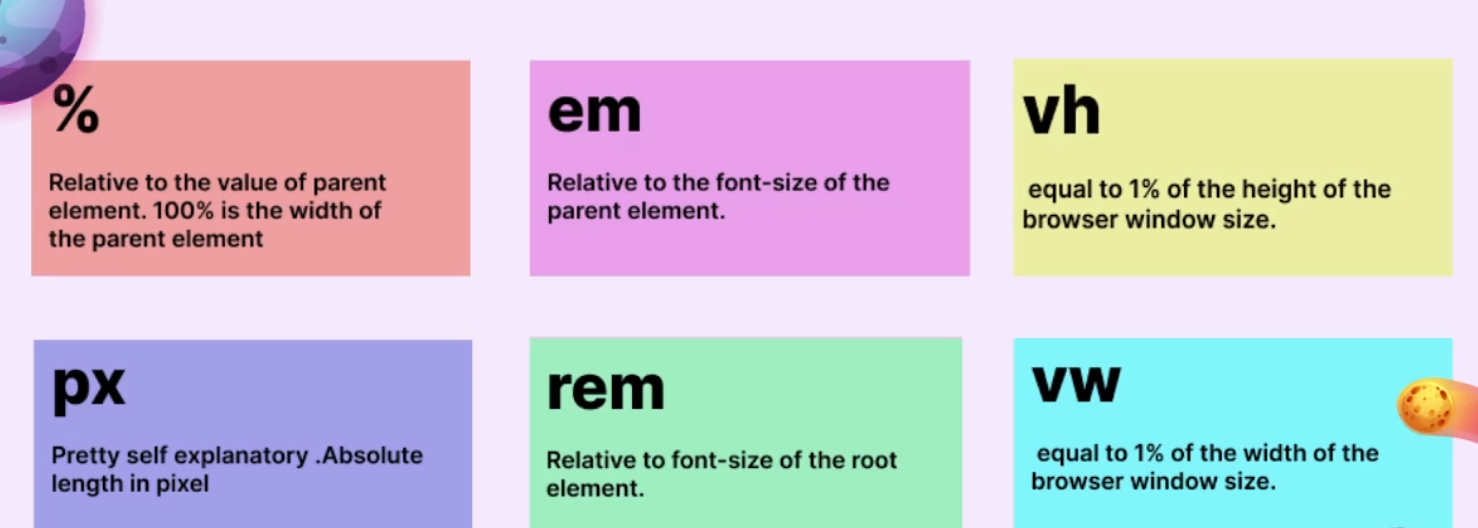 %
Relative to the value of parent
element. 100% is the width of
the parent element
em
Relative to the font-size of the
parent element.
vh
equal to 1% of the height of the
browser window size.
px
Pretty self explanatory .Absolute
length in pixel
rem
Relative to font-size of the root
element.
vw
equal to 1% of the width of the
browser window size.